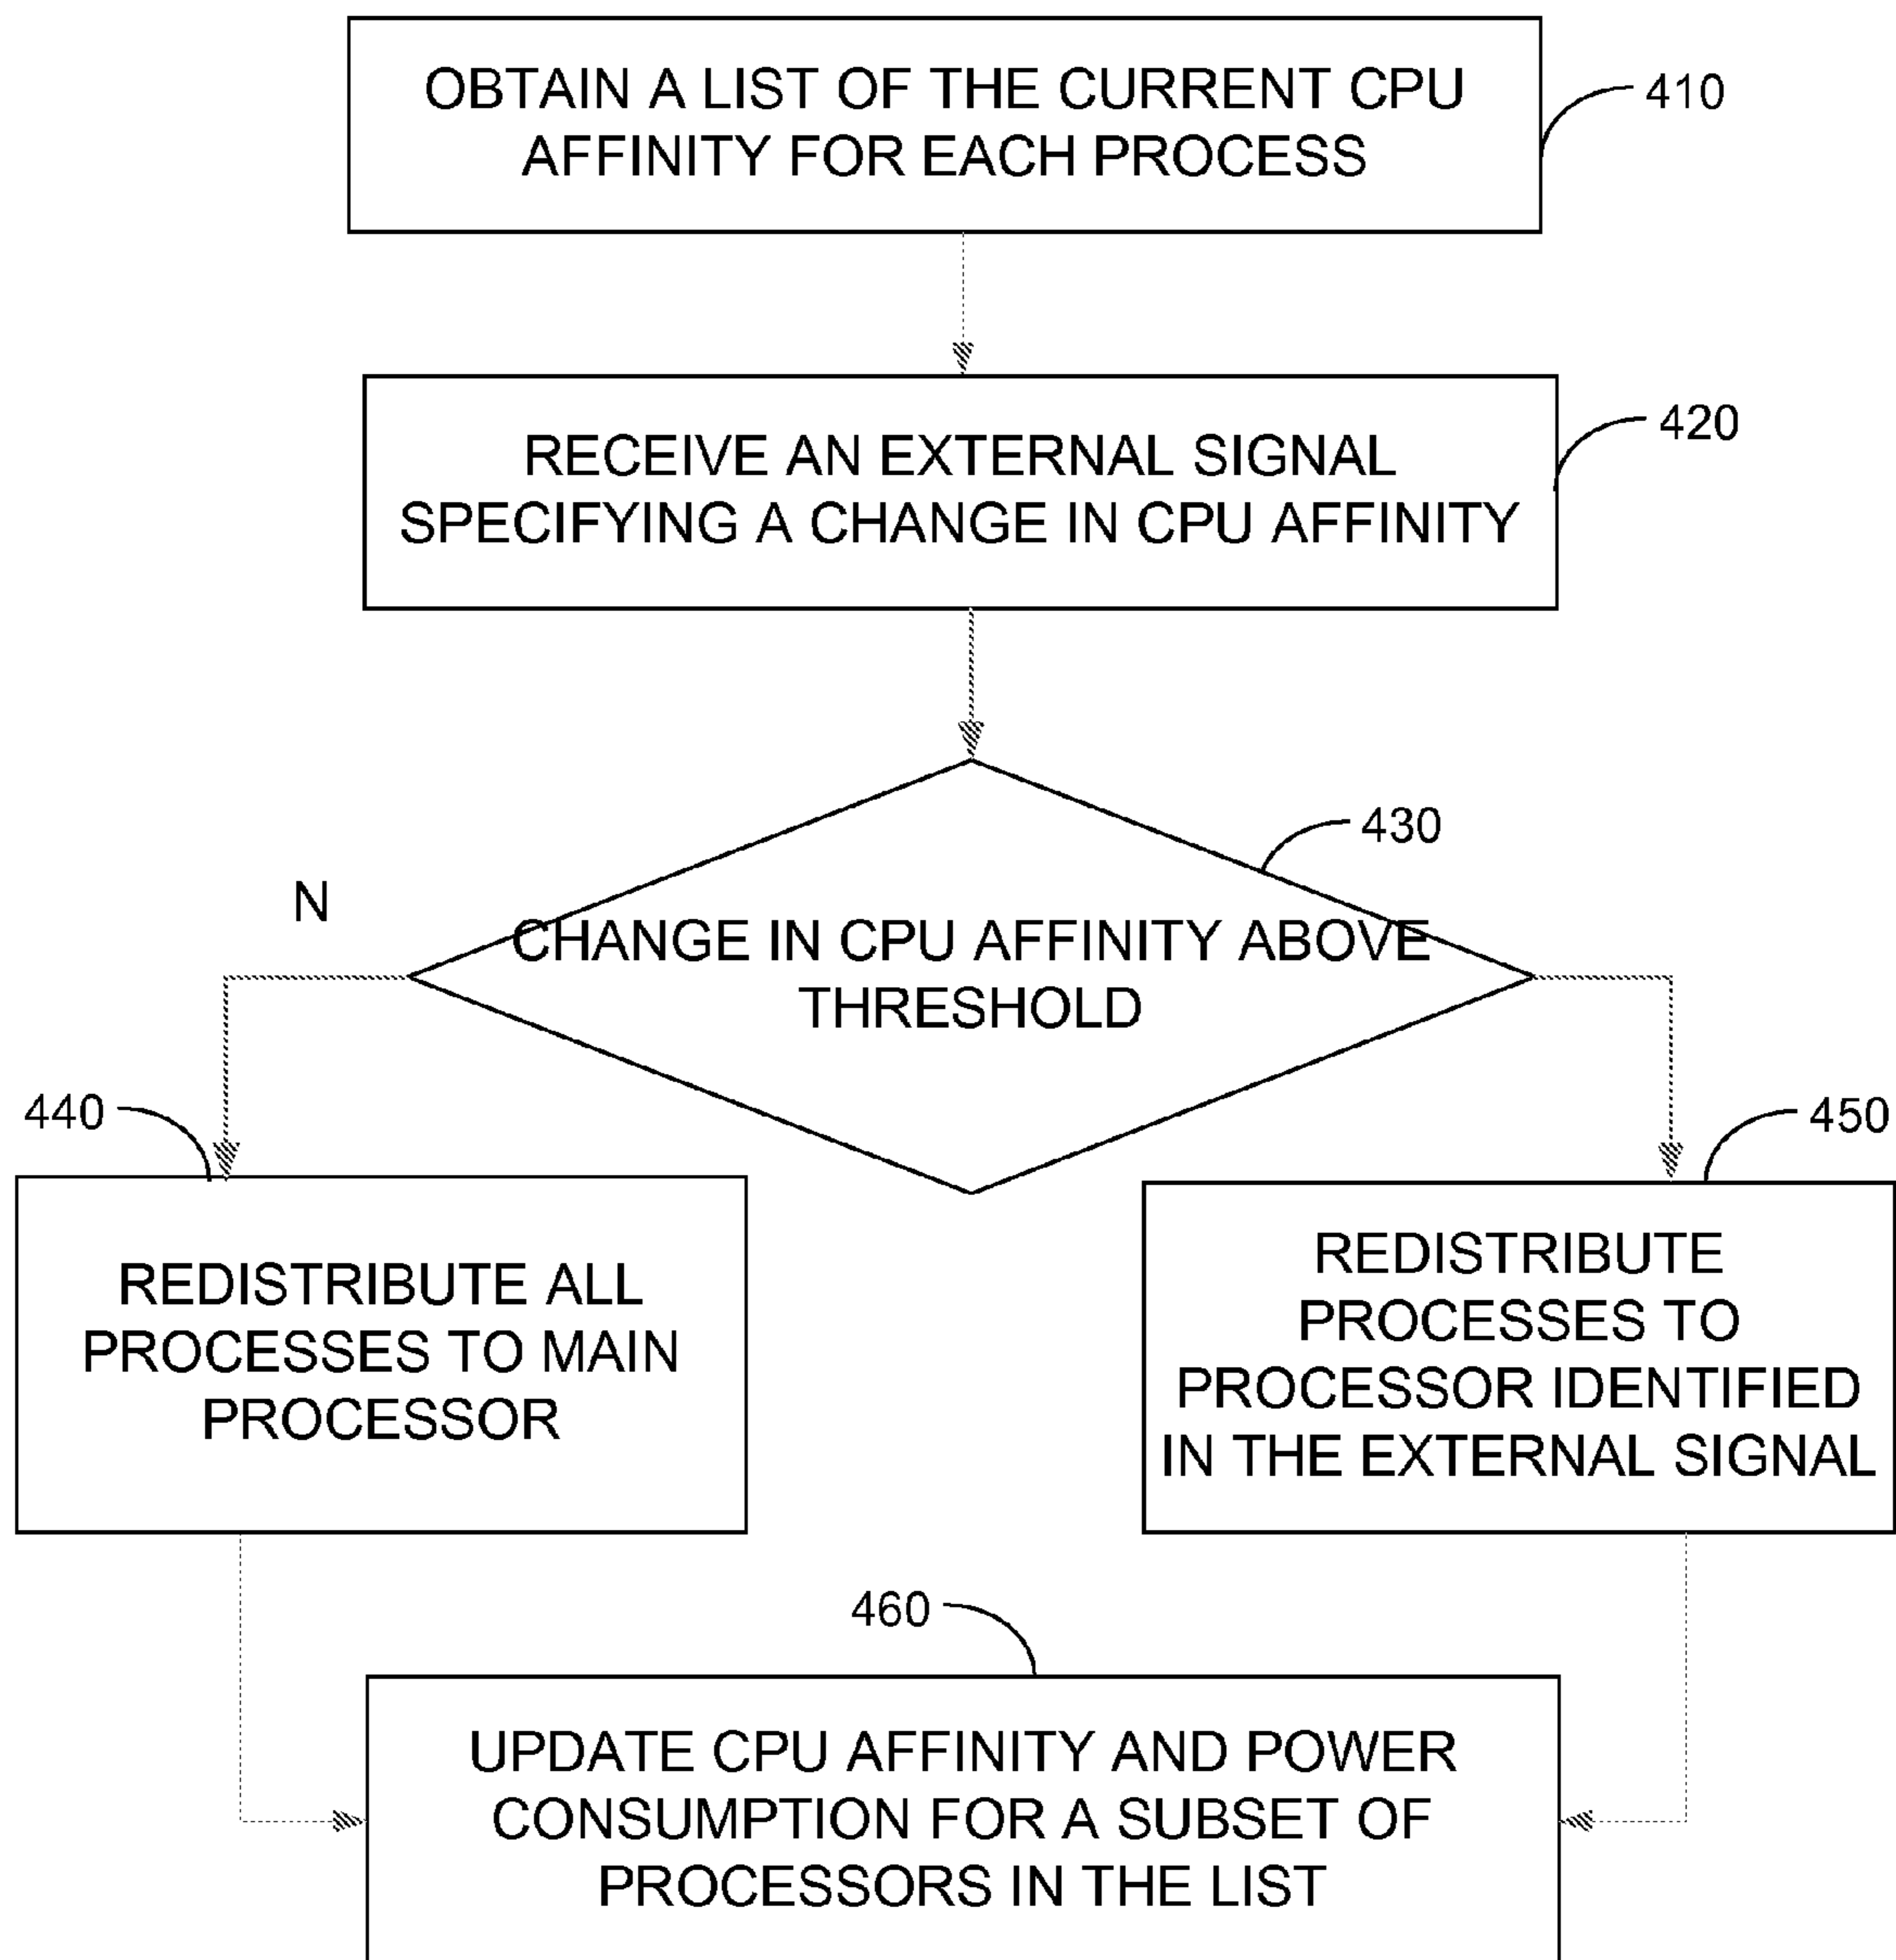 OBTAIN A LIST OF THE CURRENT CPU
AFFINITY FOR EACH PROCESS
410
RECEIVE AN EXTERNAL SIGNAL
SPECIFYING A CHANGE IN CPU AFFINITY
420
430
N
CHANGE IN CPU AFFINITY ABOVE
THRESHOLD
440
450
REDISTRIBUTE ALL
PROCESSES TO MAIN
PROCESSOR
REDISTRIBUTE
PROCESSES TO
PROCESSOR IDENTIFIED
IN THE EXTERNAL SIGNAL
460
UPDATE CPU AFFINITY AND POWER
CONSUMPTION FOR A SUBSET OF
PROCESSORS IN THE LIST